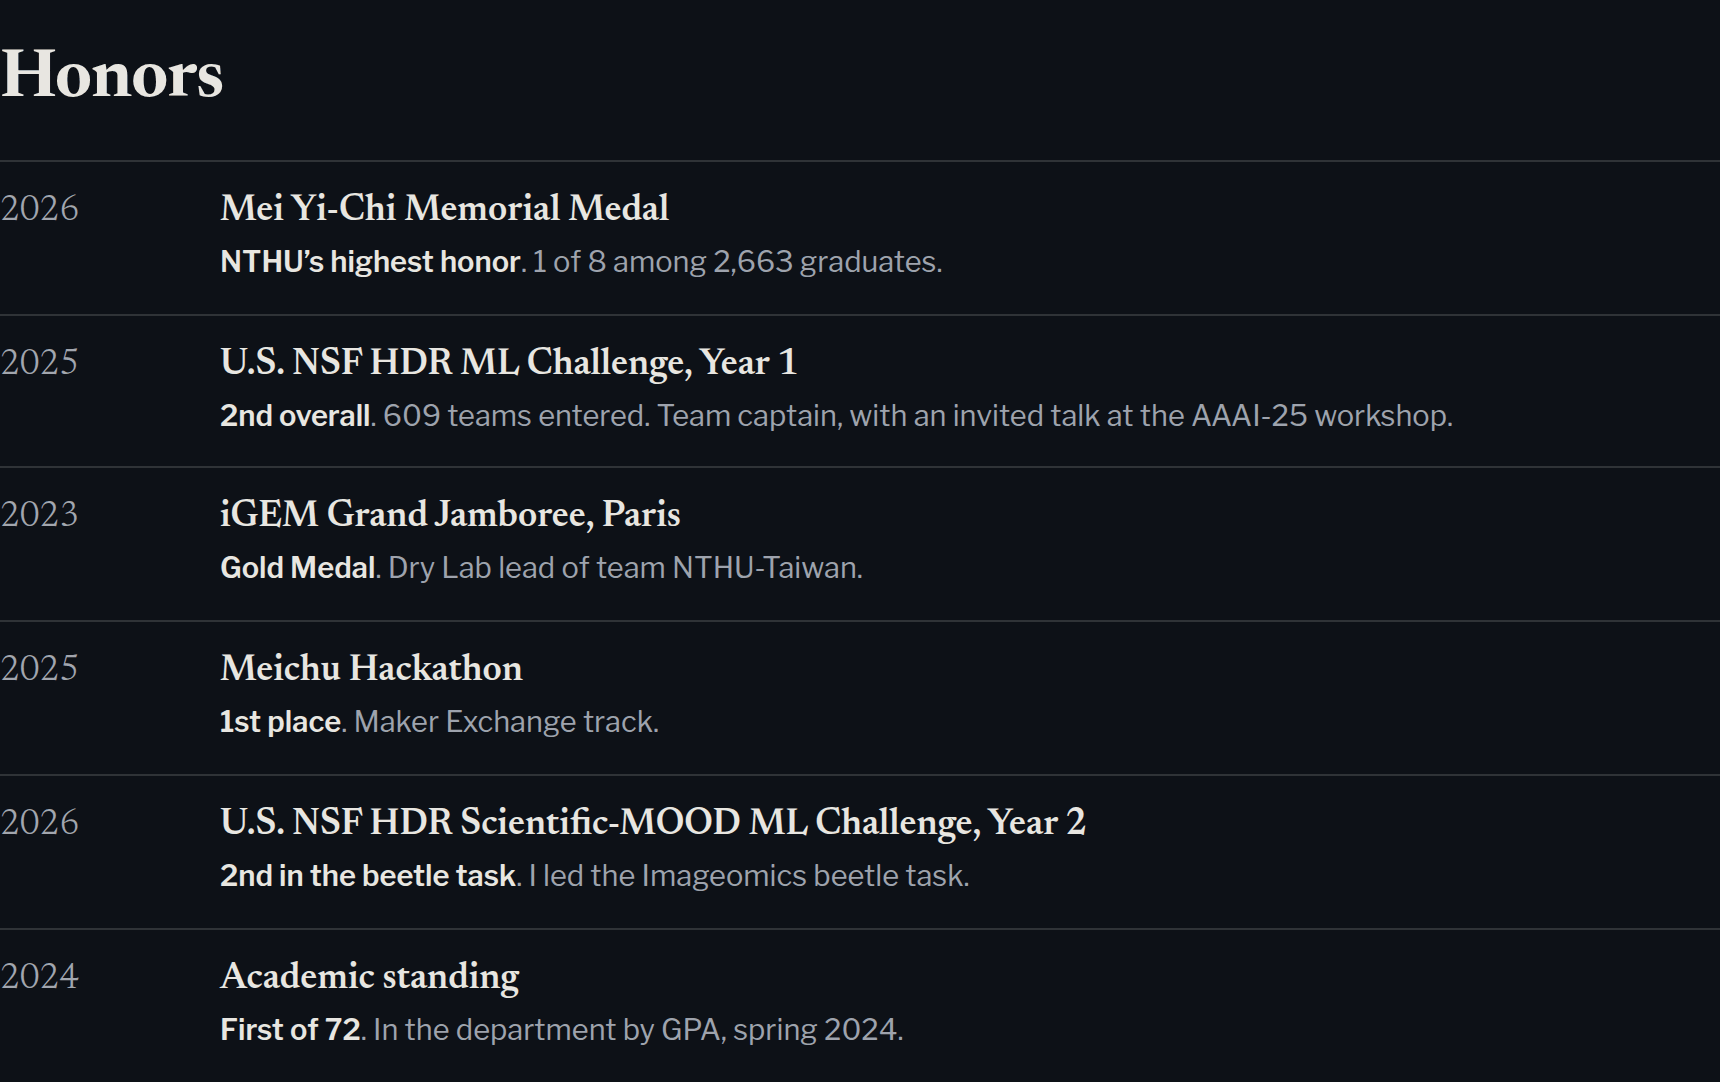 Honors
2026
Mei Yi-Chi Memorial Medal
NTHU’s highest honor. 1 of 8 among 2,663 graduates.
2025
U.S. NSF HDR ML Challenge, Year 1
2nd overall. 609 teams entered. Team captain, with an invited talk at the AAAI-25 workshop.
2023
iGEM Grand Jamboree, Paris
Gold Medal. Dry Lab lead of team NTHU-Taiwan.
2025
Meichu Hackathon
1st place. Maker Exchange track.
2026
U.S. NSF HDR Scientific-MOOD ML Challenge, Year 2
2nd in the beetle task. I led the Imageomics beetle task.
2024
Academic standing
First of 72. In the department by GPA, spring 2024.